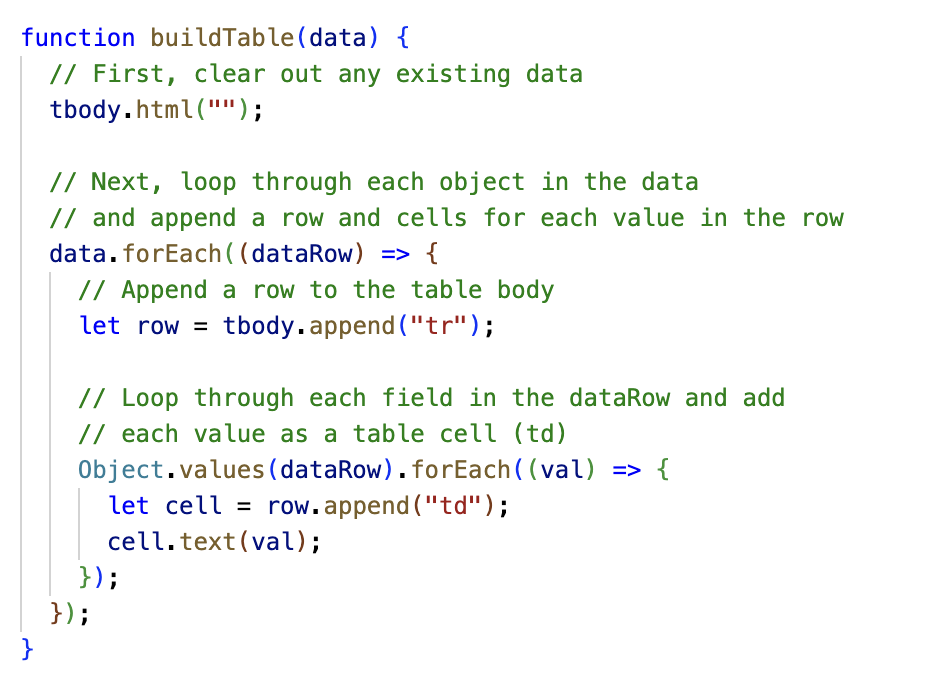 function buildTable(data) {
  // First, clear out any existing data
  tbody.html("");

  // Next, loop through each object in the data
  // and append a row and cells for each value in the row
  data.forEach((dataRow) => {
    // Append a row to the table body
    let row = tbody.append("tr");

    // Loop through each field in the dataRow and add
    // each value as a table cell (td)
    Object.values(dataRow).forEach((val) => {
      let cell = row.append("td");
      cell.text(val);
    });
  });
}